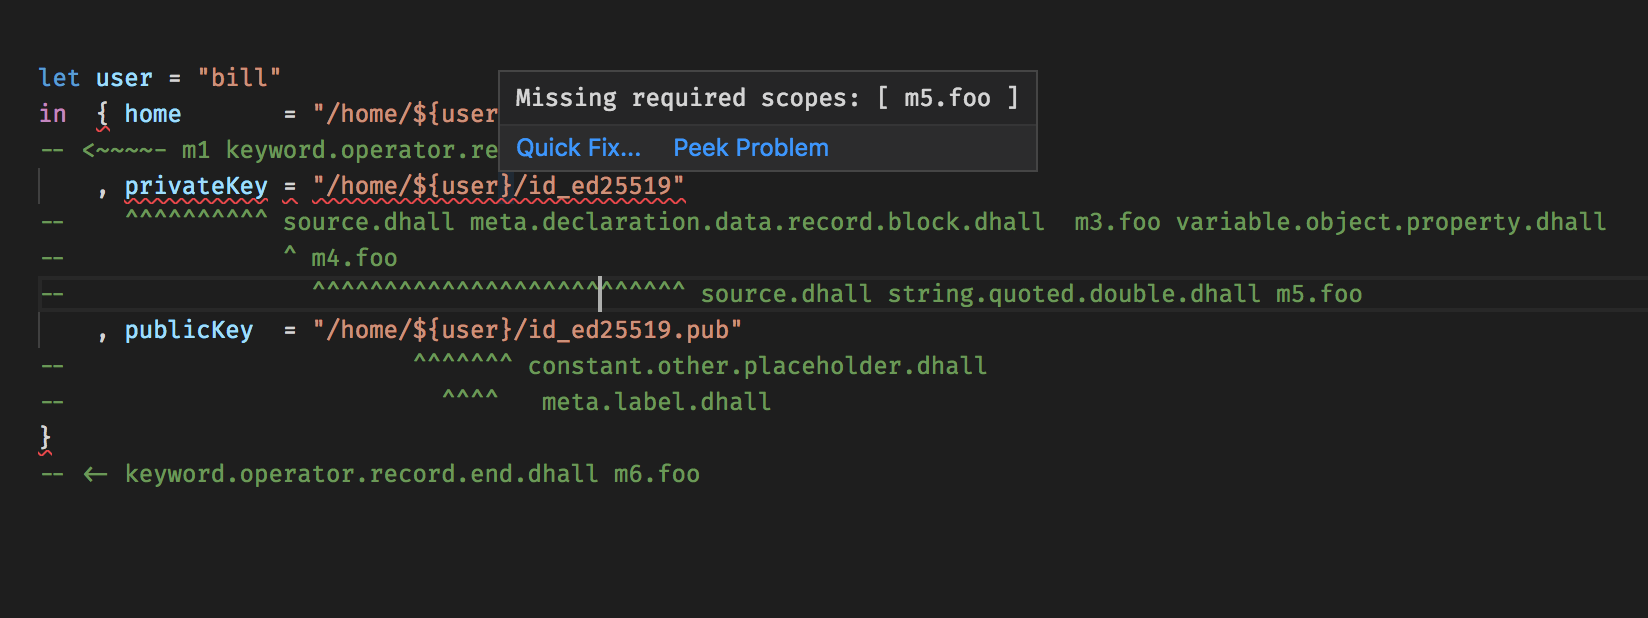 let user = "bill"
in  { home       = "/home/${user
Missing required scopes: [ m5.foo ]
Quick Fix...   Peek Problem
-- <~~~~- m1 keyword.operator.re
    , privateKey = "/home/${user}/id_ed25519"
--    ^^^^^^^^^^ source.dhall meta.declaration.data.record.block.dhall  m3.foo variable.object.property.dhall
--               ^ m4.foo
--                 ^^^^^^^^^^^^^^^^^^^^^^^^^^ source.dhall string.quoted.double.dhall m5.foo
    , publicKey  = "/home/${user}/id_ed25519.pub"
--                        ^^^^^^^ constant.other.placeholder.dhall
--                          ^^^^   meta.label.dhall
}
-- <- keyword.operator.record.end.dhall m6.foo